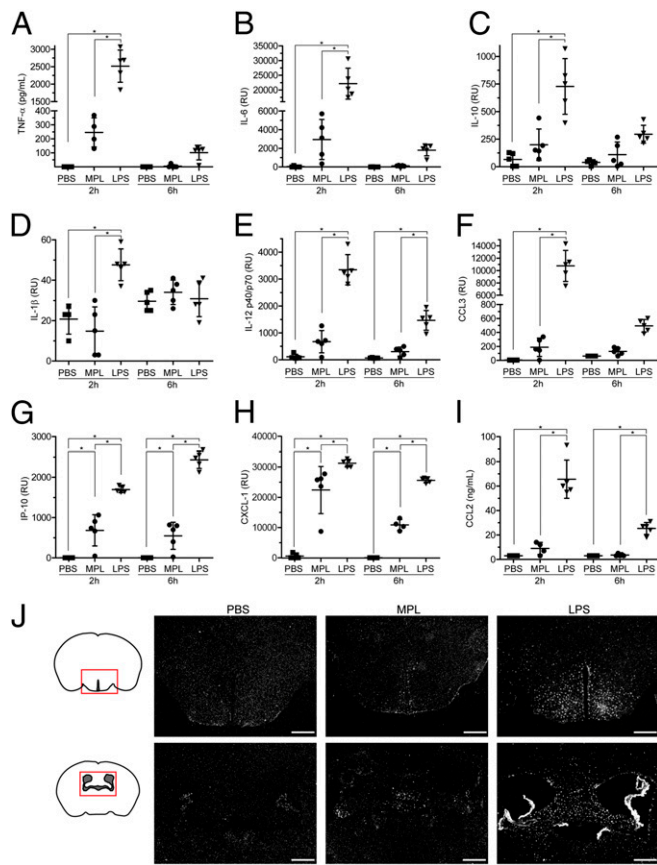 A
TNF-α (pg/mL)
3000
2500
2000
1500
400
300
200
100
PBS MPL LPS PBS MPL LPS
2h 6h
* *
B
IL-6 (RU)
35000
30000
25000
20000
15000
10000
6000
4000
2000
0
PBS MPL LPS PBS MPL LPS
2h 6h
* *
C
IL-10 (RU)
1000
750
500
250
0
PBS MPL LPS PBS MPL LPS
2h 6h
* *
D
IL-1β (RU)
60
40
20
0
PBS MPL LPS PBS MPL LPS
2h 6h
* *
E
IL-12 p40/p70 (RU)
4000
3000
2000
1000
0
PBS MPL LPS PBS MPL LPS
2h 6h
* * * *
F
CCL3 (RU)
14000
12000
10000
8000
6000
800
600
400
200
0
PBS MPL LPS PBS MPL LPS
2h 6h
* *
G
IP-10 (RU)
3000
2000
1000
0
PBS MPL LPS PBS MPL LPS
2h 6h
* * * * * *
H
CXCL-1 (RU)
40000
30000
20000
10000
0
PBS MPL LPS PBS MPL LPS
2h 6h
* * * * * *
I
CCL2 (ng/mL)
100
80
60
40
20
0
PBS MPL LPS PBS MPL LPS
2h 6h
* * * *
J
PBS MPL LPS